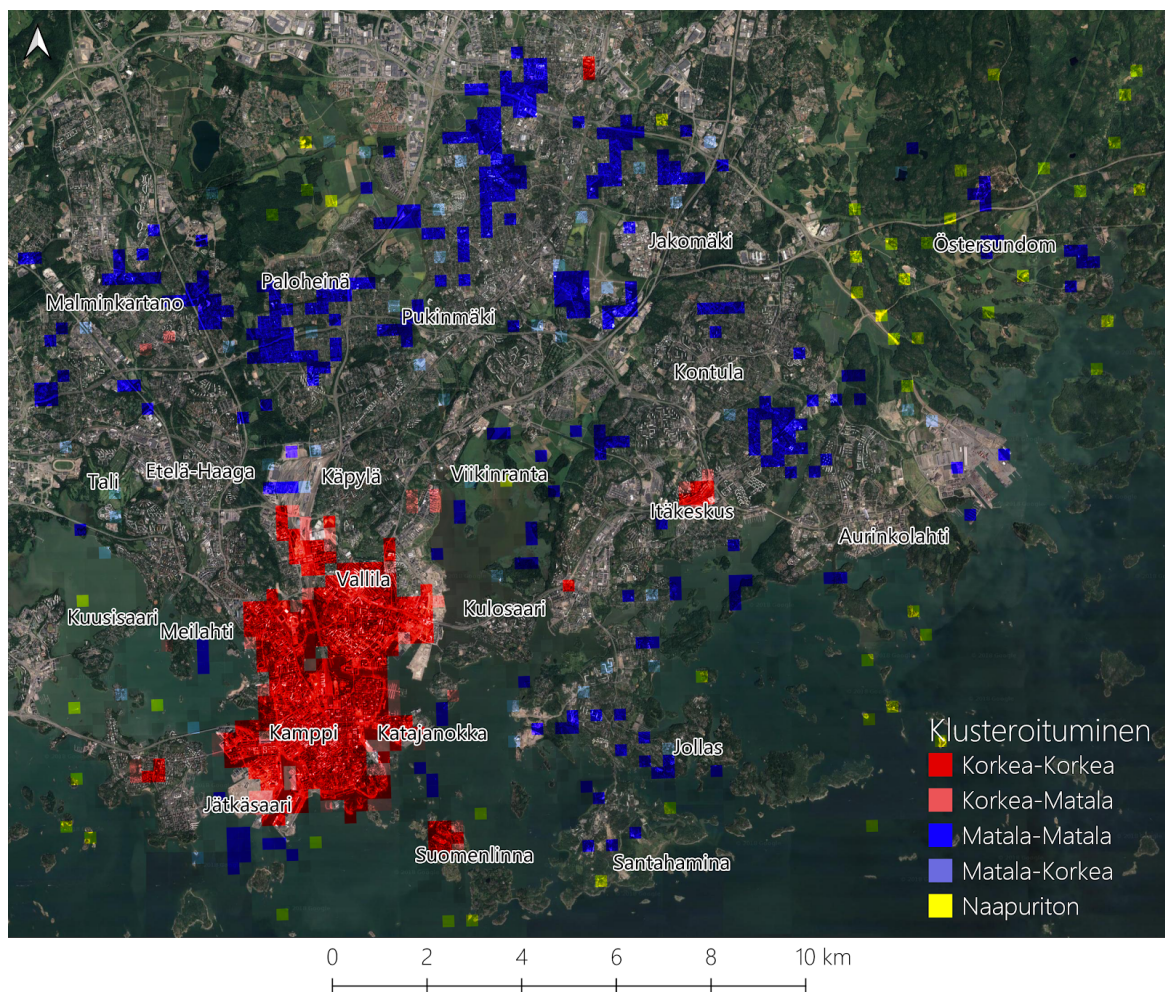 Jakomäki
Östersundom
Paloheinä
Malminkartano
Pukinmäki
Kontula
Etelä-Haaga
Käpylä
Viikinranta
Tali
Itäkeskus
Aurinkolahti
Vallila
Kulosaari
Kuusisaari
Meilahti
Kamppi
Katajanokka
Jollas
Jätkäsaari
Suomenlinna
Santahamina
Klusteroituminen
Korkea-Korkea
Korkea-Matala
Matala-Matala
Matala-Korkea
Naapuriton
0 2 4 6 8 10 km